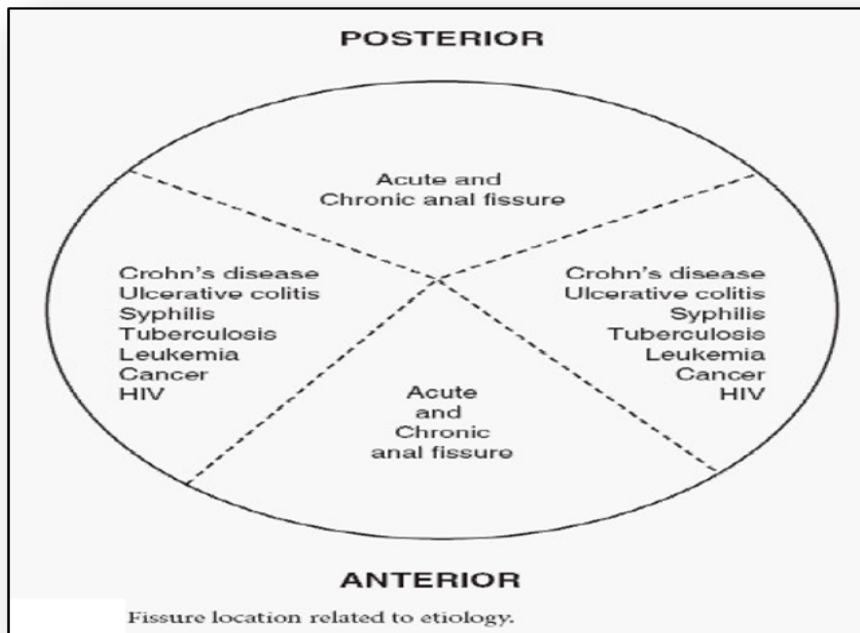 POSTERIOR
Acute and
Chronic anal fissure
Crohn's disease
Ulcerative colitis
Syphilis
Tuberculosis
Leukemia
Cancer
HIV
Crohn's disease
Ulcerative colitis
Syphilis
Tuberculosis
Leukemia
Cancer
HIV
Acute
and
Chronic
anal fissure
ANTERIOR
Fissure location related to etiology.